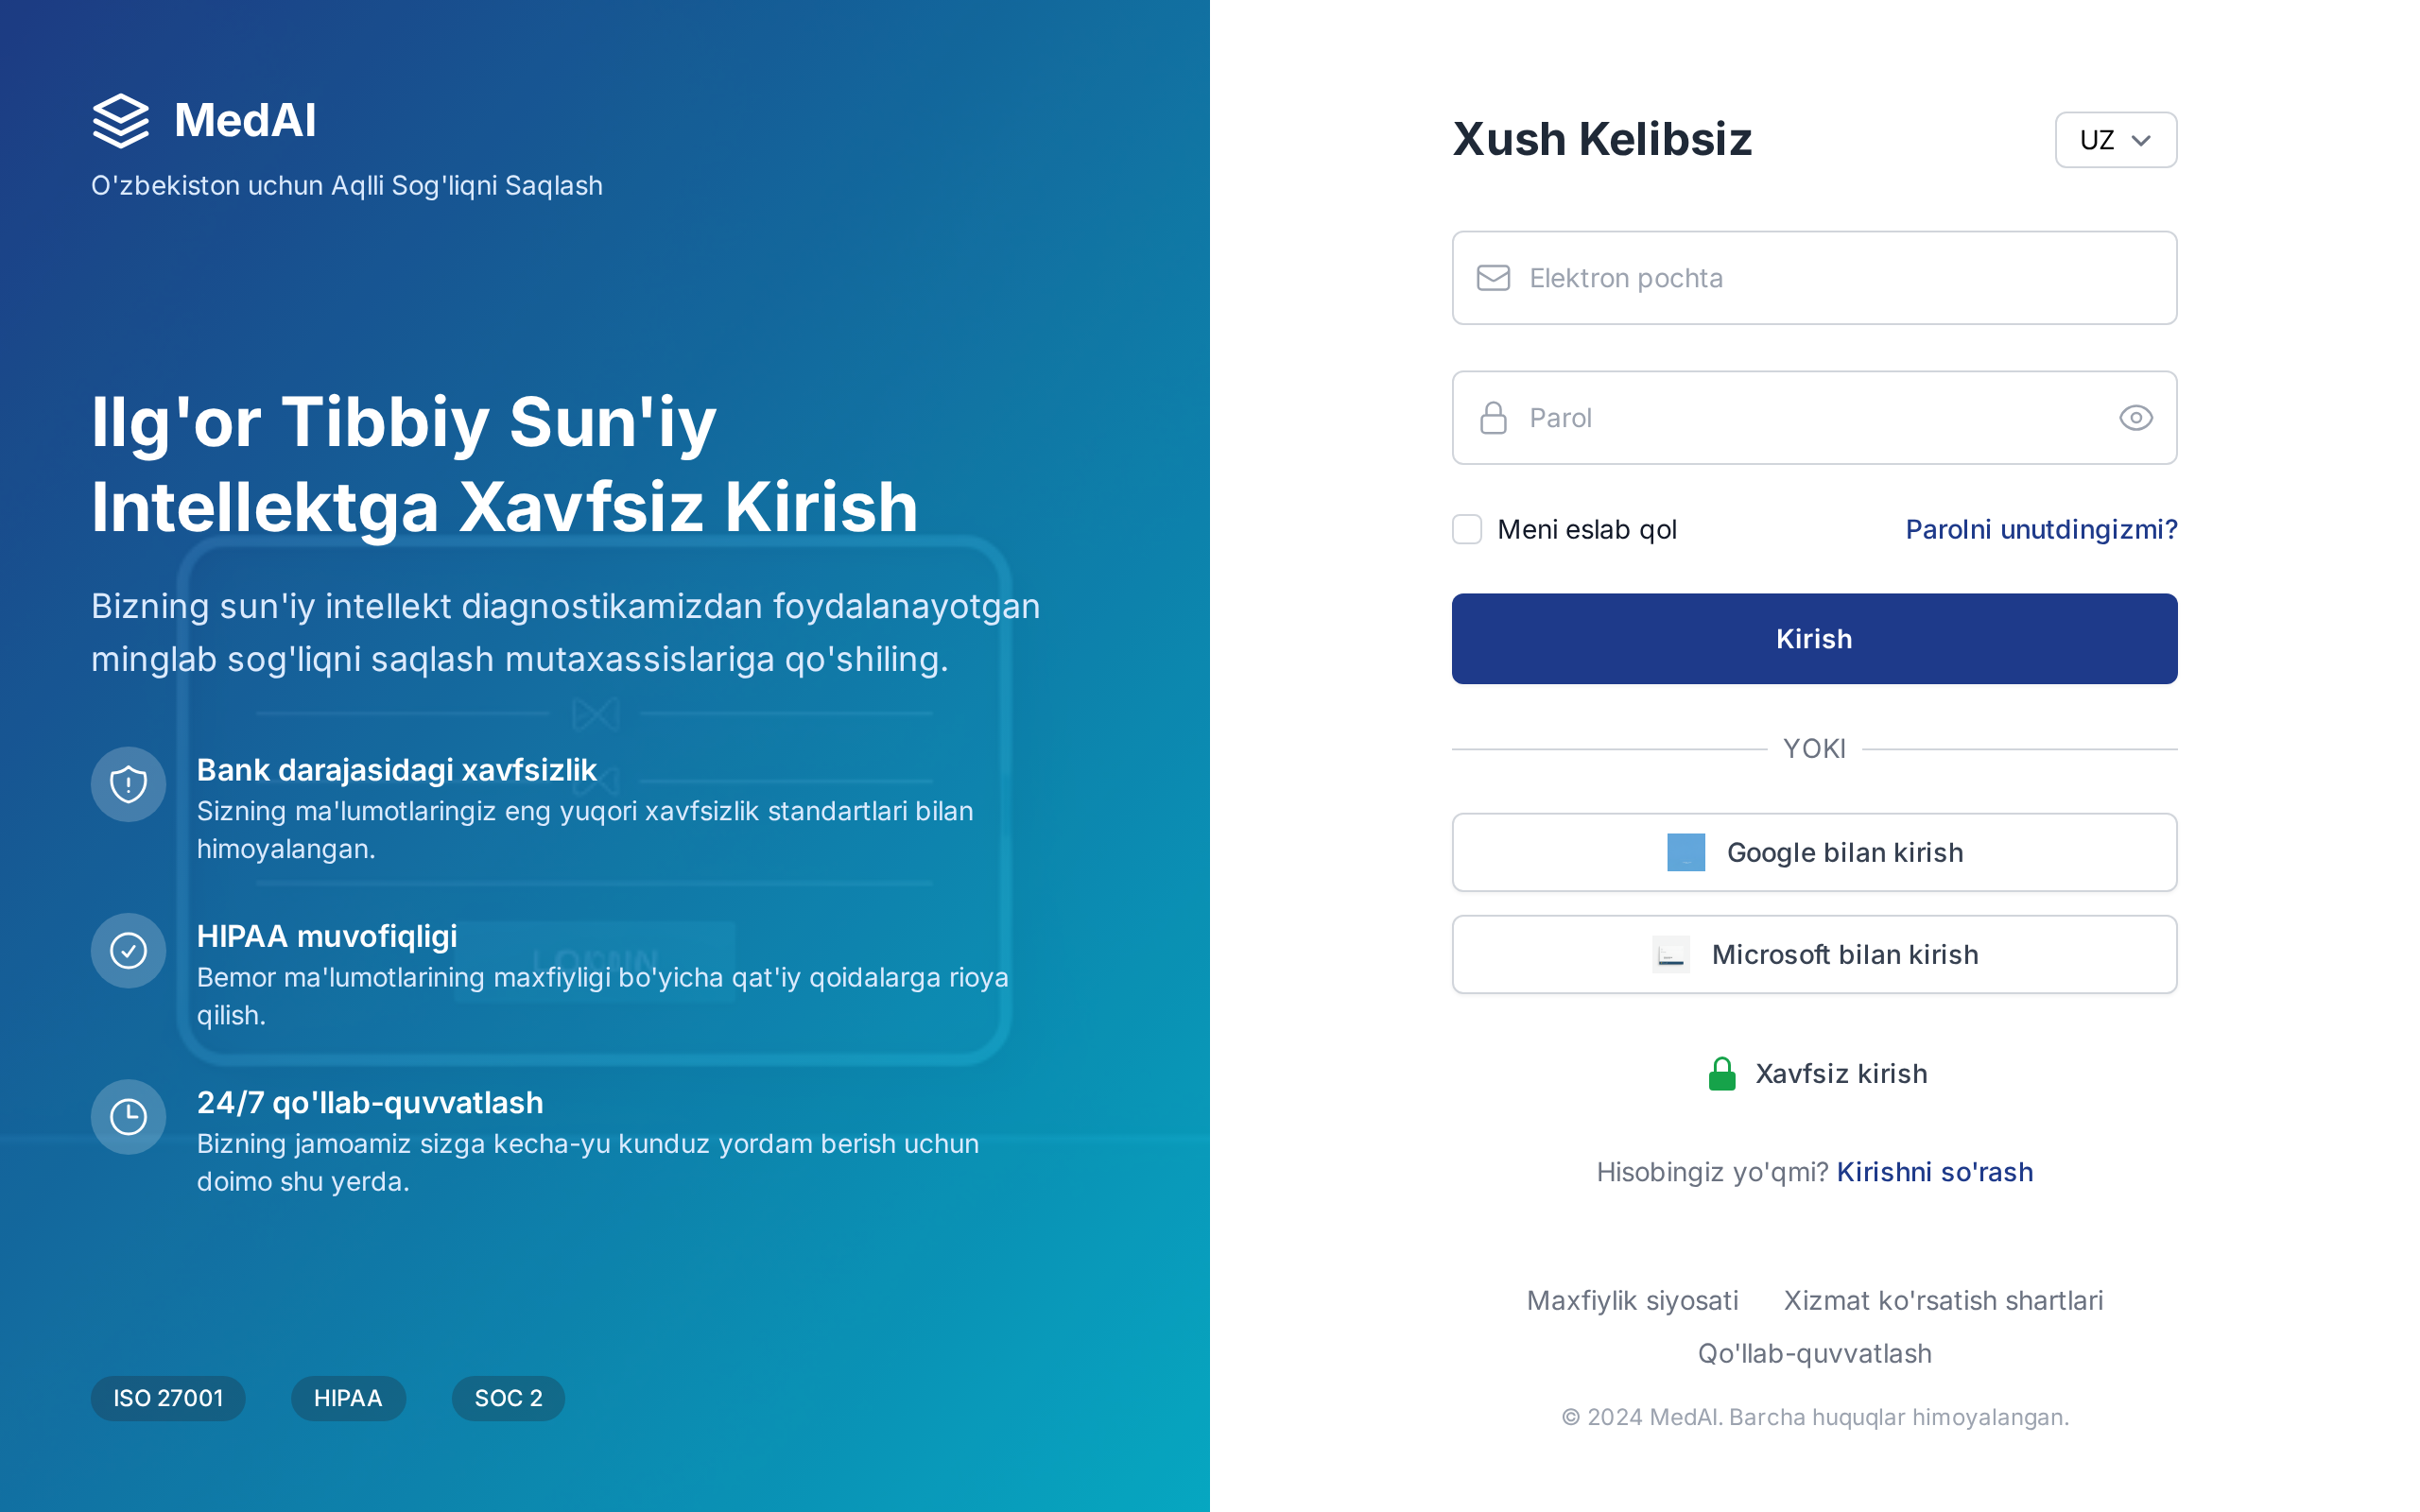 MedAI
O'zbekiston uchun Aqlli Sog'liqni Saqlash
Ilg'or Tibbiy Sun'iy
Intellektga Xavfsiz Kirish
Bizning sun'iy intellekt diagnostikamizdan foydalanayotgan
minglab sog'liqni saqlash mutaxassislariga qo'shiling.
Bank darajasidagi xavfsizlik
Sizning ma'lumotlaringiz eng yuqori xavfsizlik standartlari bilan
himoyalangan.
HIPAA muvofiqligi
Bemor ma'lumotlarining maxfiyligi bo'yicha qat'iy qoidalarga rioya
qilish.
24/7 qo'llab-quvvatlash
Bizning jamoamiz sizga kecha-yu kunduz yordam berish uchun
doimo shu yerda.
ISO 27001
HIPAA
SOC 2
Xush Kelibsiz
UZ
Elektron pochta
Parol
Meni eslab qol
Parolni unutdingizmi?
Kirish
YOKI
Google bilan kirish
Microsoft bilan kirish
Xavfsiz kirish
Hisobingiz yo'qmi? Kirishni so'rash
Maxfiylik siyosati
Xizmat ko'rsatish shartlari
Qo'llab-quvvatlash
© 2024 MedAI. Barcha huquqlar himoyalangan.